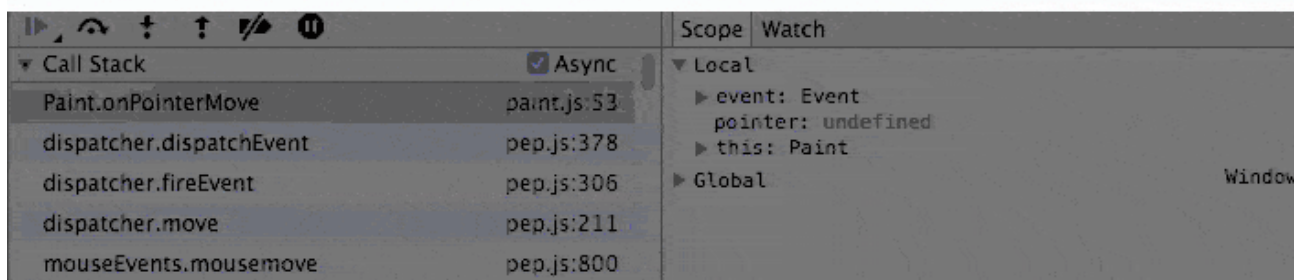 Scope Watch
Call Stack Async
Paint.onPointerMove paint.js:53
dispatcher.dispatchEvent pep.js:378
dispatcher.fireEvent pep.js:306
dispatcher.move pep.js:211
mouseEvents.mousemove pep.js:800
Local
event: Event
pointer: undefined
this: Paint
Global Window